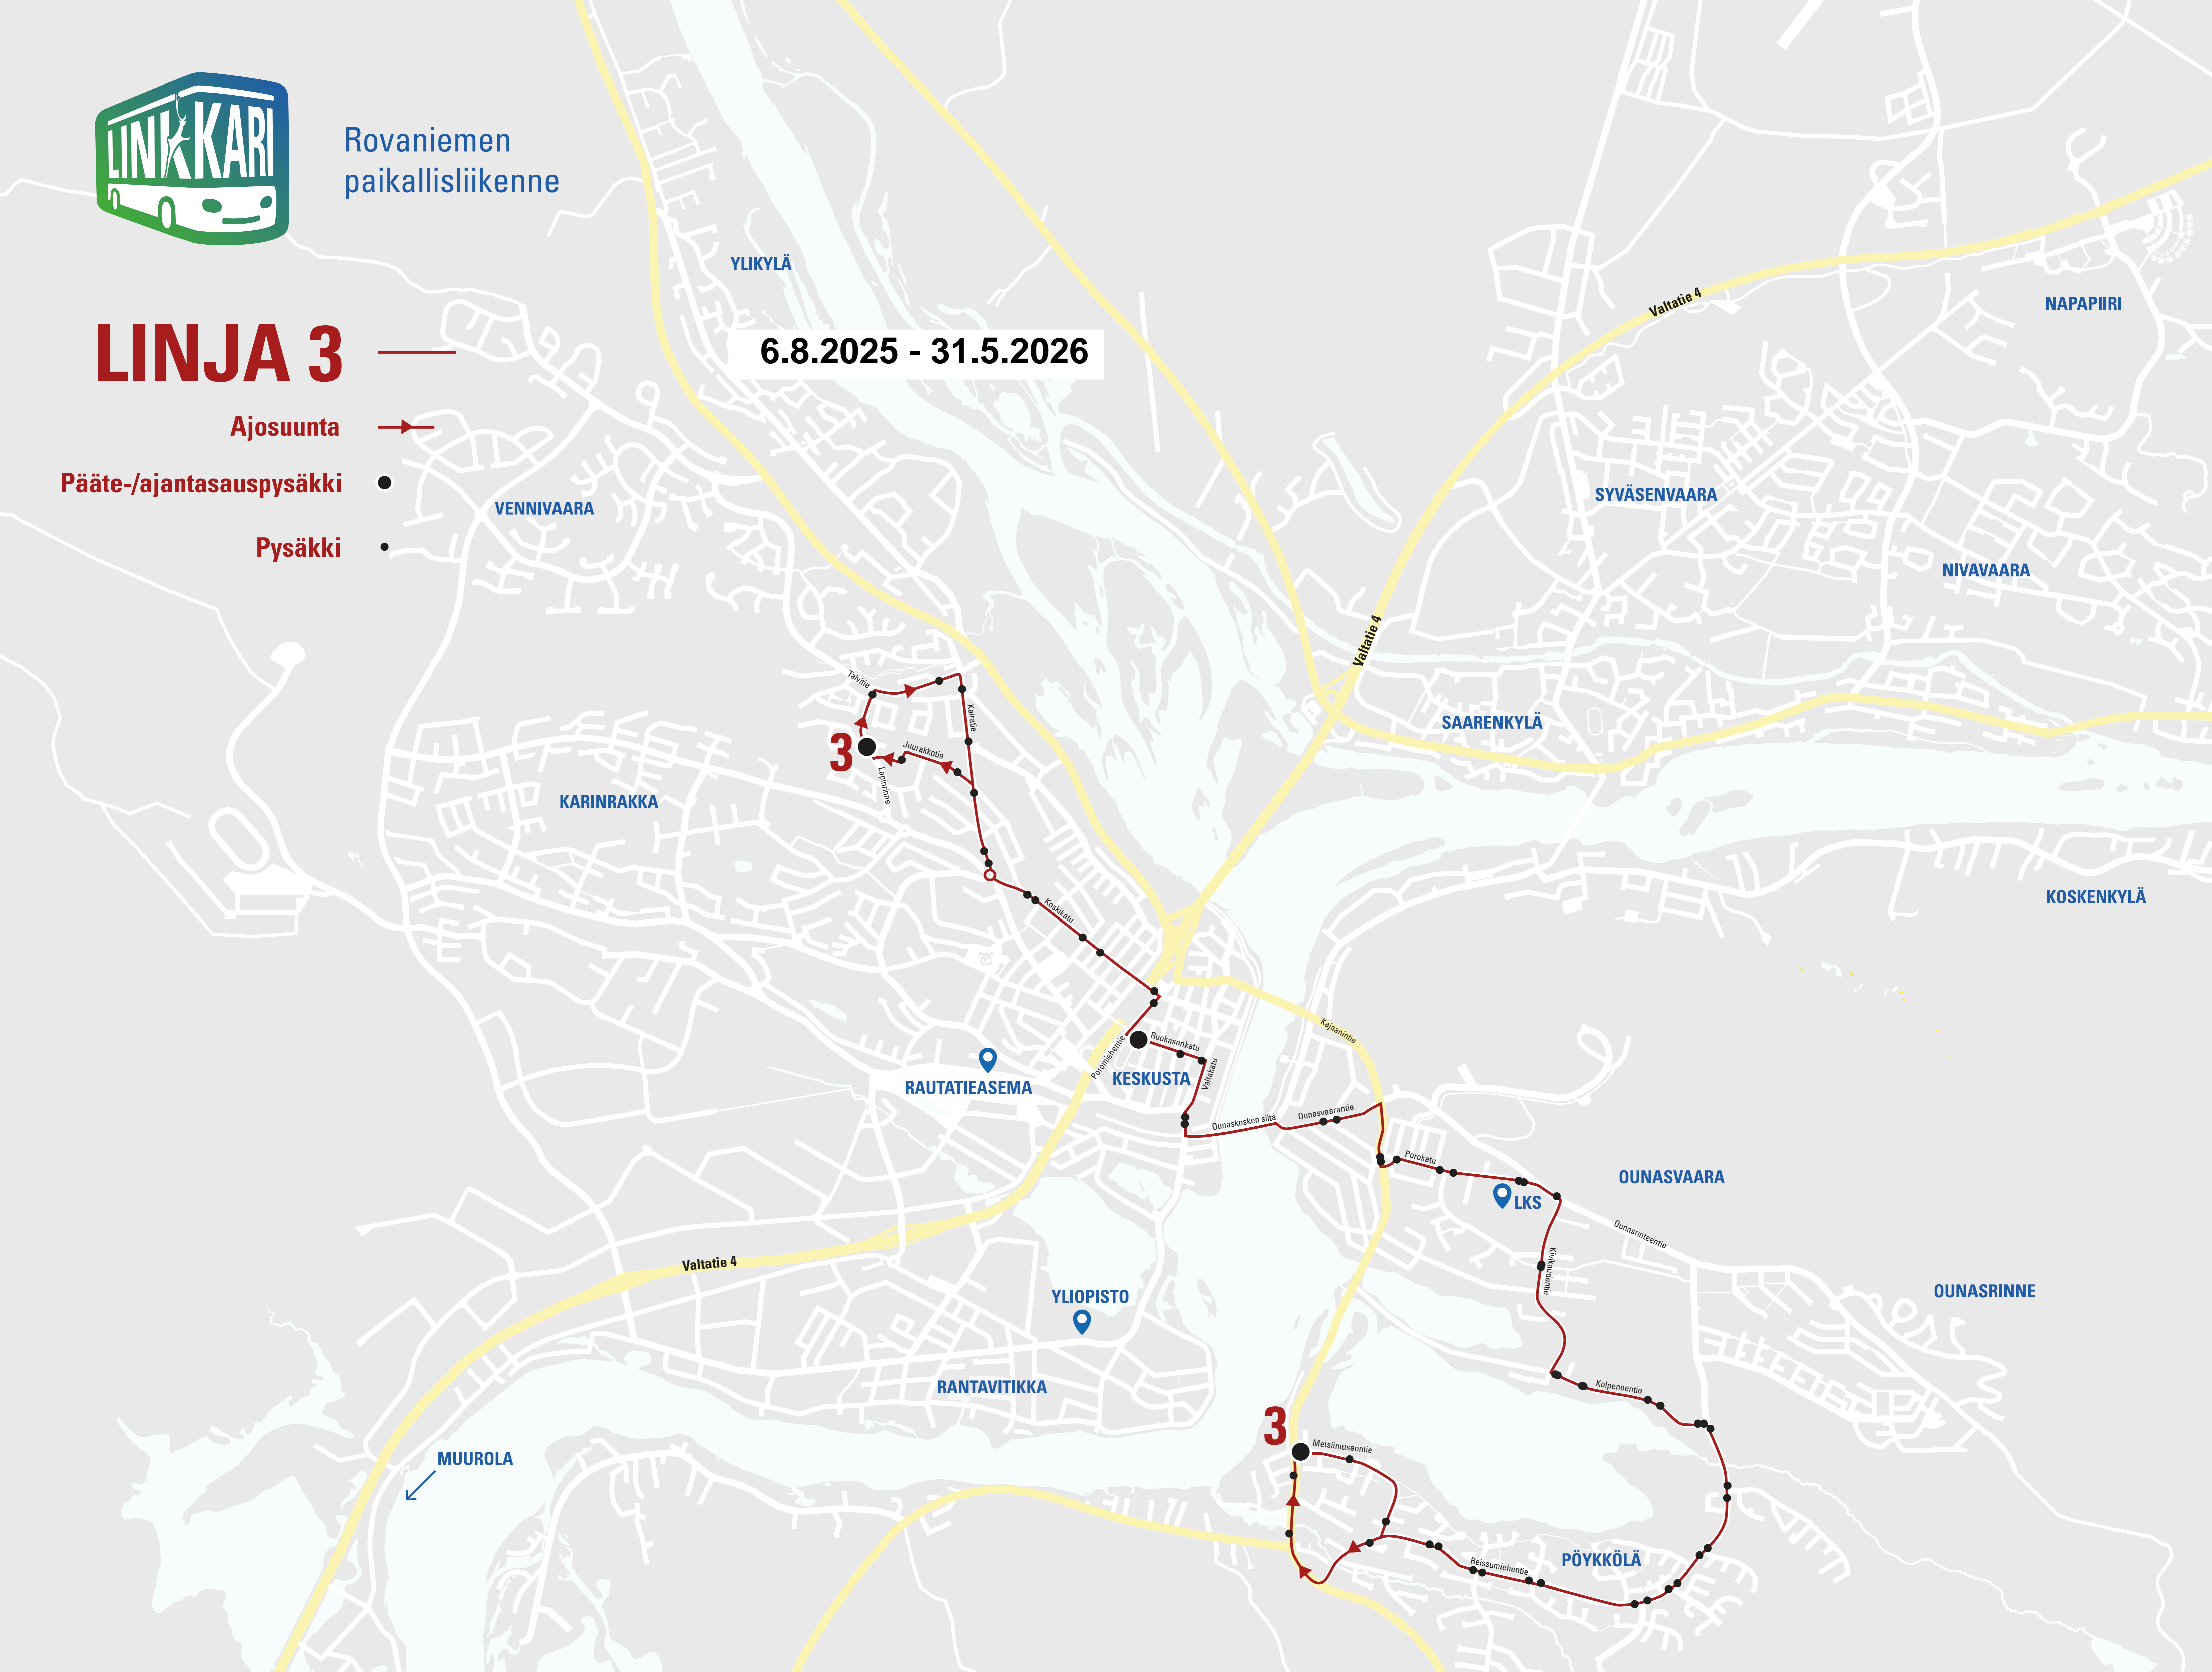 LINKKARI
Rovaniemen
paikallisliikenne
LINJA 3
Ajosuunta
Pääte-/ajantasauspysäkki
Pysäkki
6.8.2025 - 31.5.2026
YLIKYLÄ
NAPAPIIRI
Valtatie 4
SYVÄSENVAARA
VENNIVAARA
NIVAVAARA
Valtatie 4
Talvitie
Kairatie
SAARENKYLÄ
3
Juurakkotie
Lapinrinne
KARINRAKKA
KOSKENKYLÄ
Koskikatu
Kajaanintie
Ruokasenkatu
Poromiehentie
KESKUSTA
Valtakatu
RAUTATIEASEMA
Ounaskosken silta
Ounasvaarantie
Porokatu
OUNASVAARA
LKS
Ounasrinteentie
Kivikaudentie
Valtatie 4
YLIOPISTO
OUNASRINNE
RANTAVITIKKA
Kolpeneentie
3
Metsämuseontie
MUUROLA
Reissumiehentie
PÖYKKÖLÄ